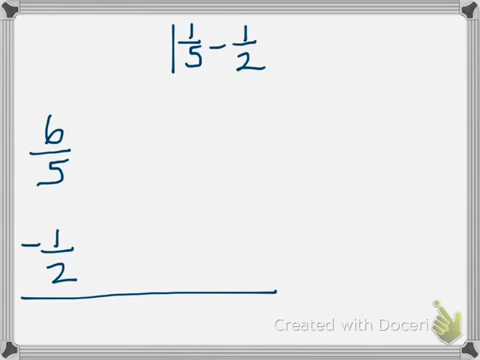 1 1/5 - 1/2
6/5
- 1/2
Created with Doceri